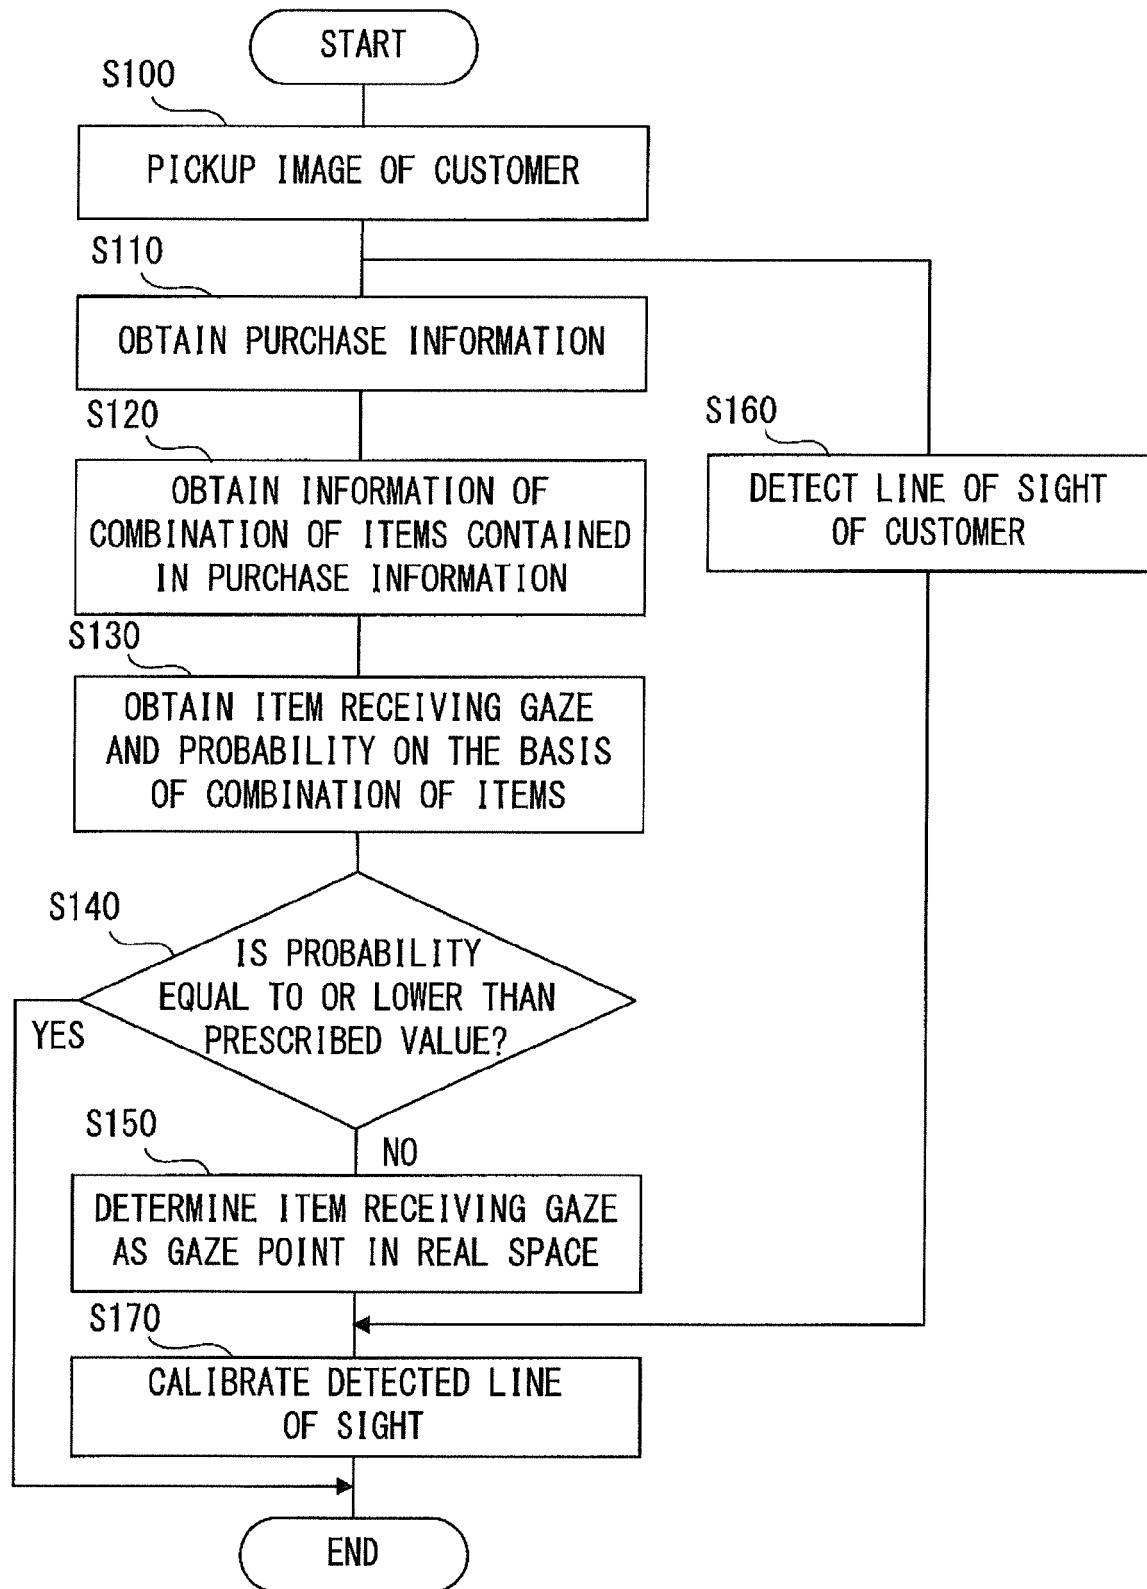 START
S100
PICKUP IMAGE OF CUSTOMER
S110
OBTAIN PURCHASE INFORMATION
S120
OBTAIN INFORMATION OF
COMBINATION OF ITEMS CONTAINED
IN PURCHASE INFORMATION
S160
DETECT LINE OF SIGHT
OF CUSTOMER
S130
OBTAIN ITEM RECEIVING GAZE
AND PROBABILITY ON THE BASIS
OF COMBINATION OF ITEMS
S140
IS PROBABILITY
EQUAL TO OR LOWER THAN
PRESCRIBED VALUE?
YES
NO
S150
DETERMINE ITEM RECEIVING GAZE
AS GAZE POINT IN REAL SPACE
S170
CALIBRATE DETECTED LINE
OF SIGHT
END